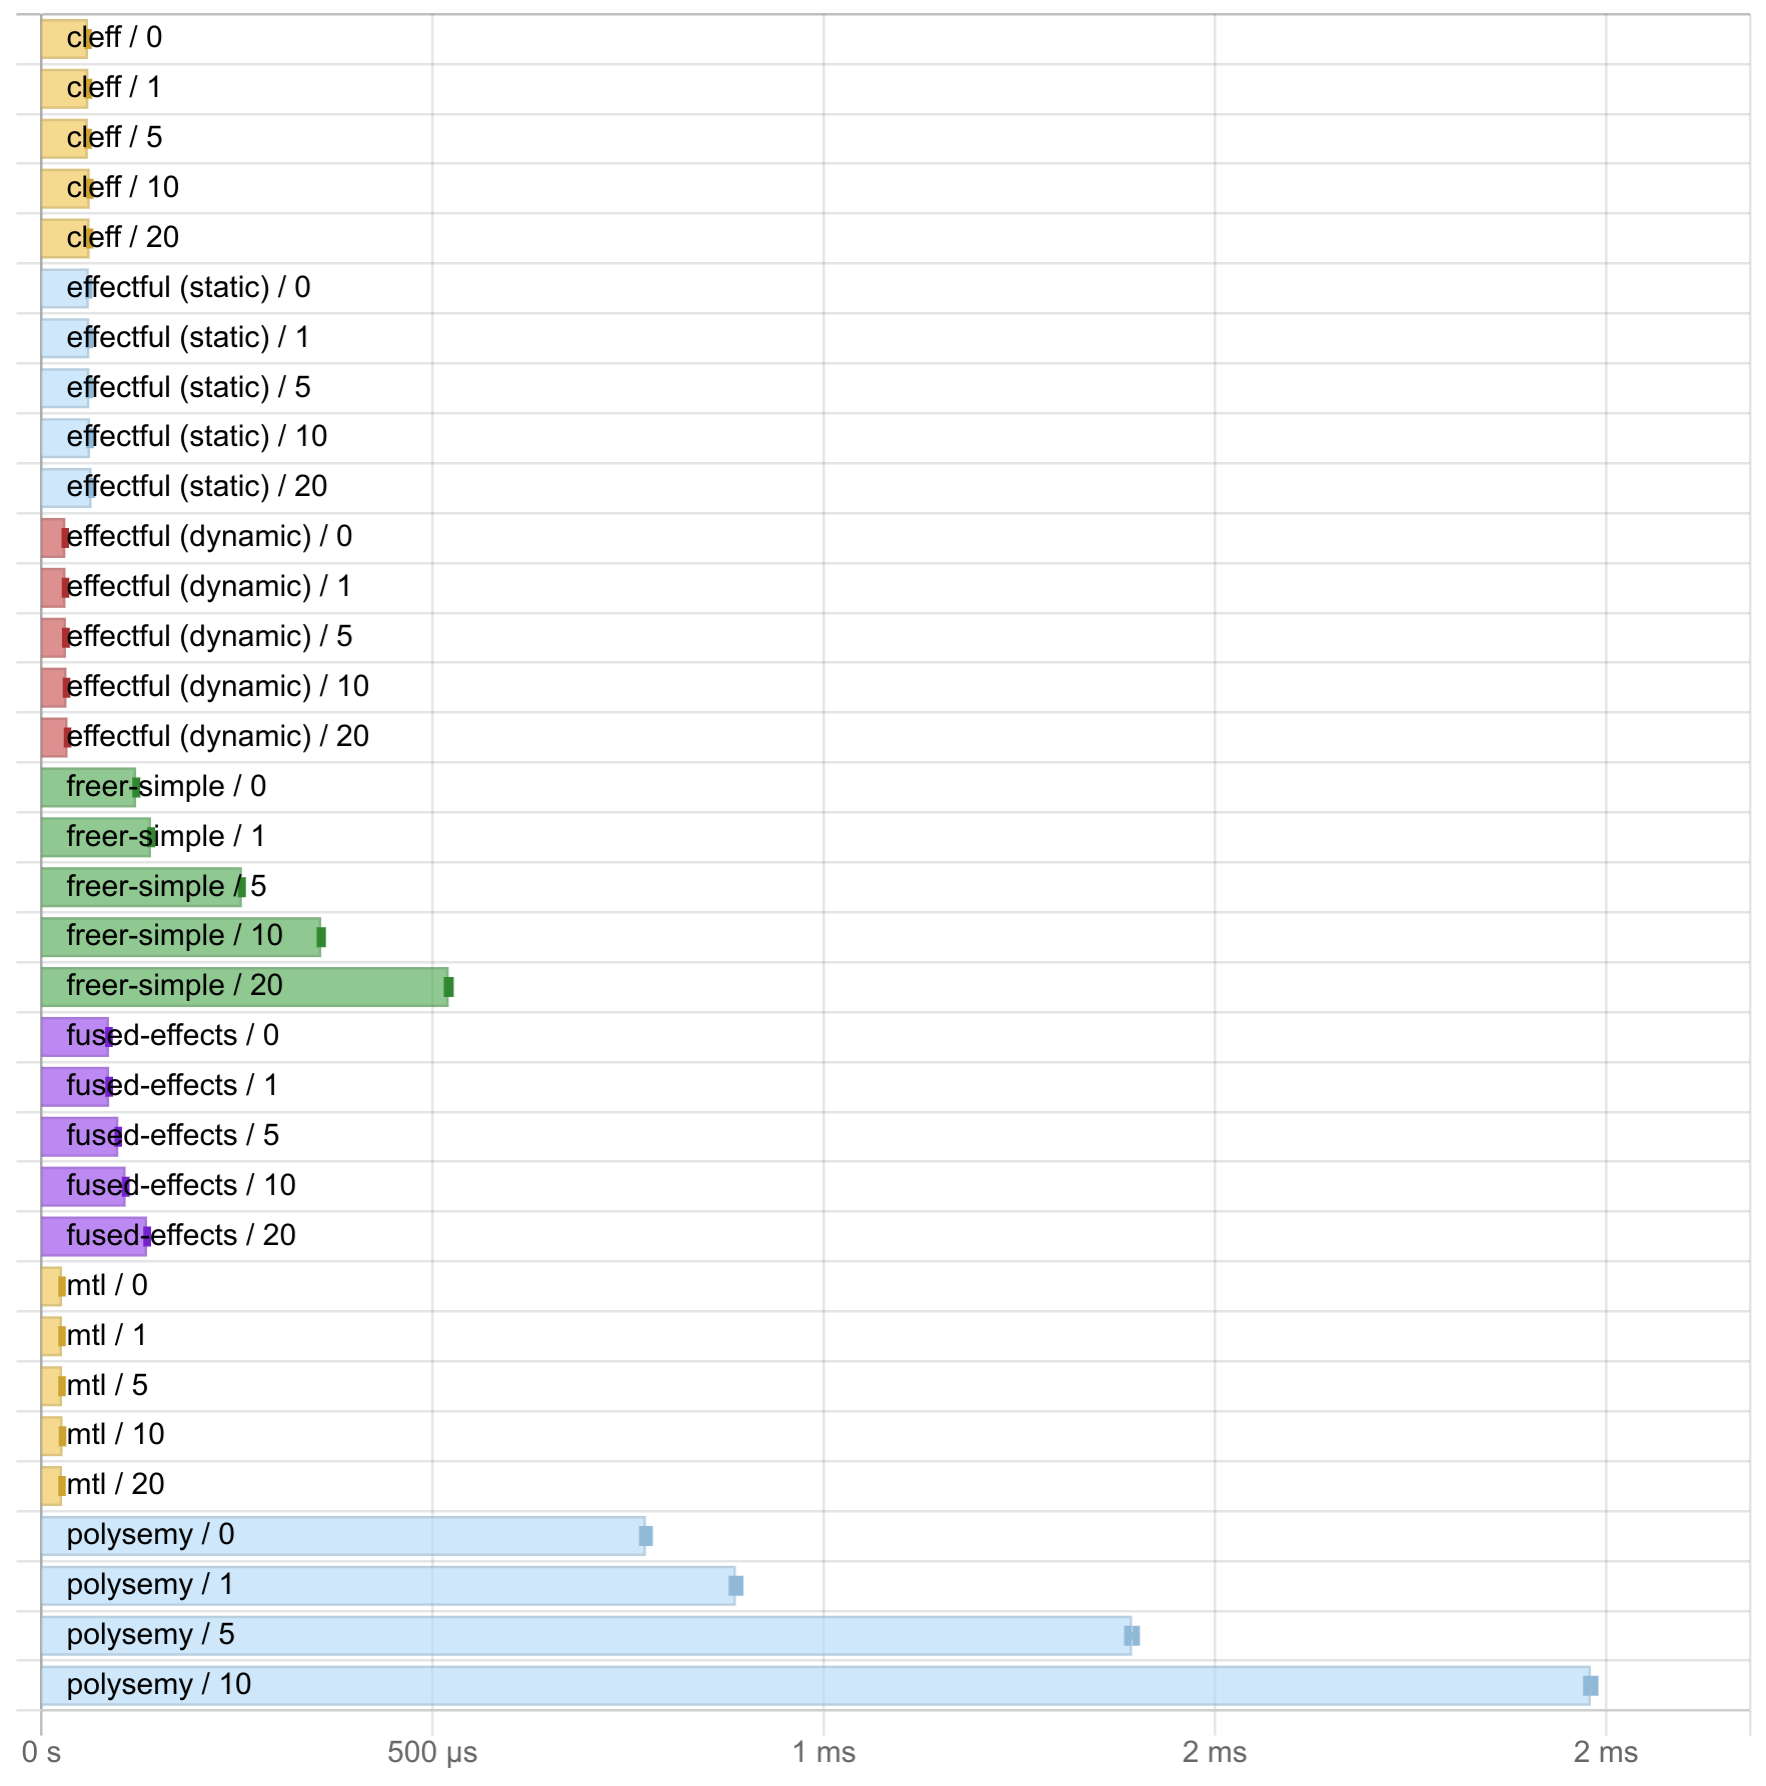 cleff / 0
cleff / 1
cleff / 5
cleff / 10
cleff / 20
effectful (static) / 0
effectful (static) / 1
effectful (static) / 5
effectful (static) / 10
effectful (static) / 20
effectful (dynamic) / 0
effectful (dynamic) / 1
effectful (dynamic) / 5
effectful (dynamic) / 10
effectful (dynamic) / 20
freer-simple / 0
freer-simple / 1
freer-simple / 5
freer-simple / 10
freer-simple / 20
fused-effects / 0
fused-effects / 1
fused-effects / 5
fused-effects / 10
fused-effects / 20
mtl / 0
mtl / 1
mtl / 5
mtl / 10
mtl / 20
polysemy / 0
polysemy / 1
polysemy / 5
polysemy / 10
0 s 500 μs 1 ms 2 ms 2 ms